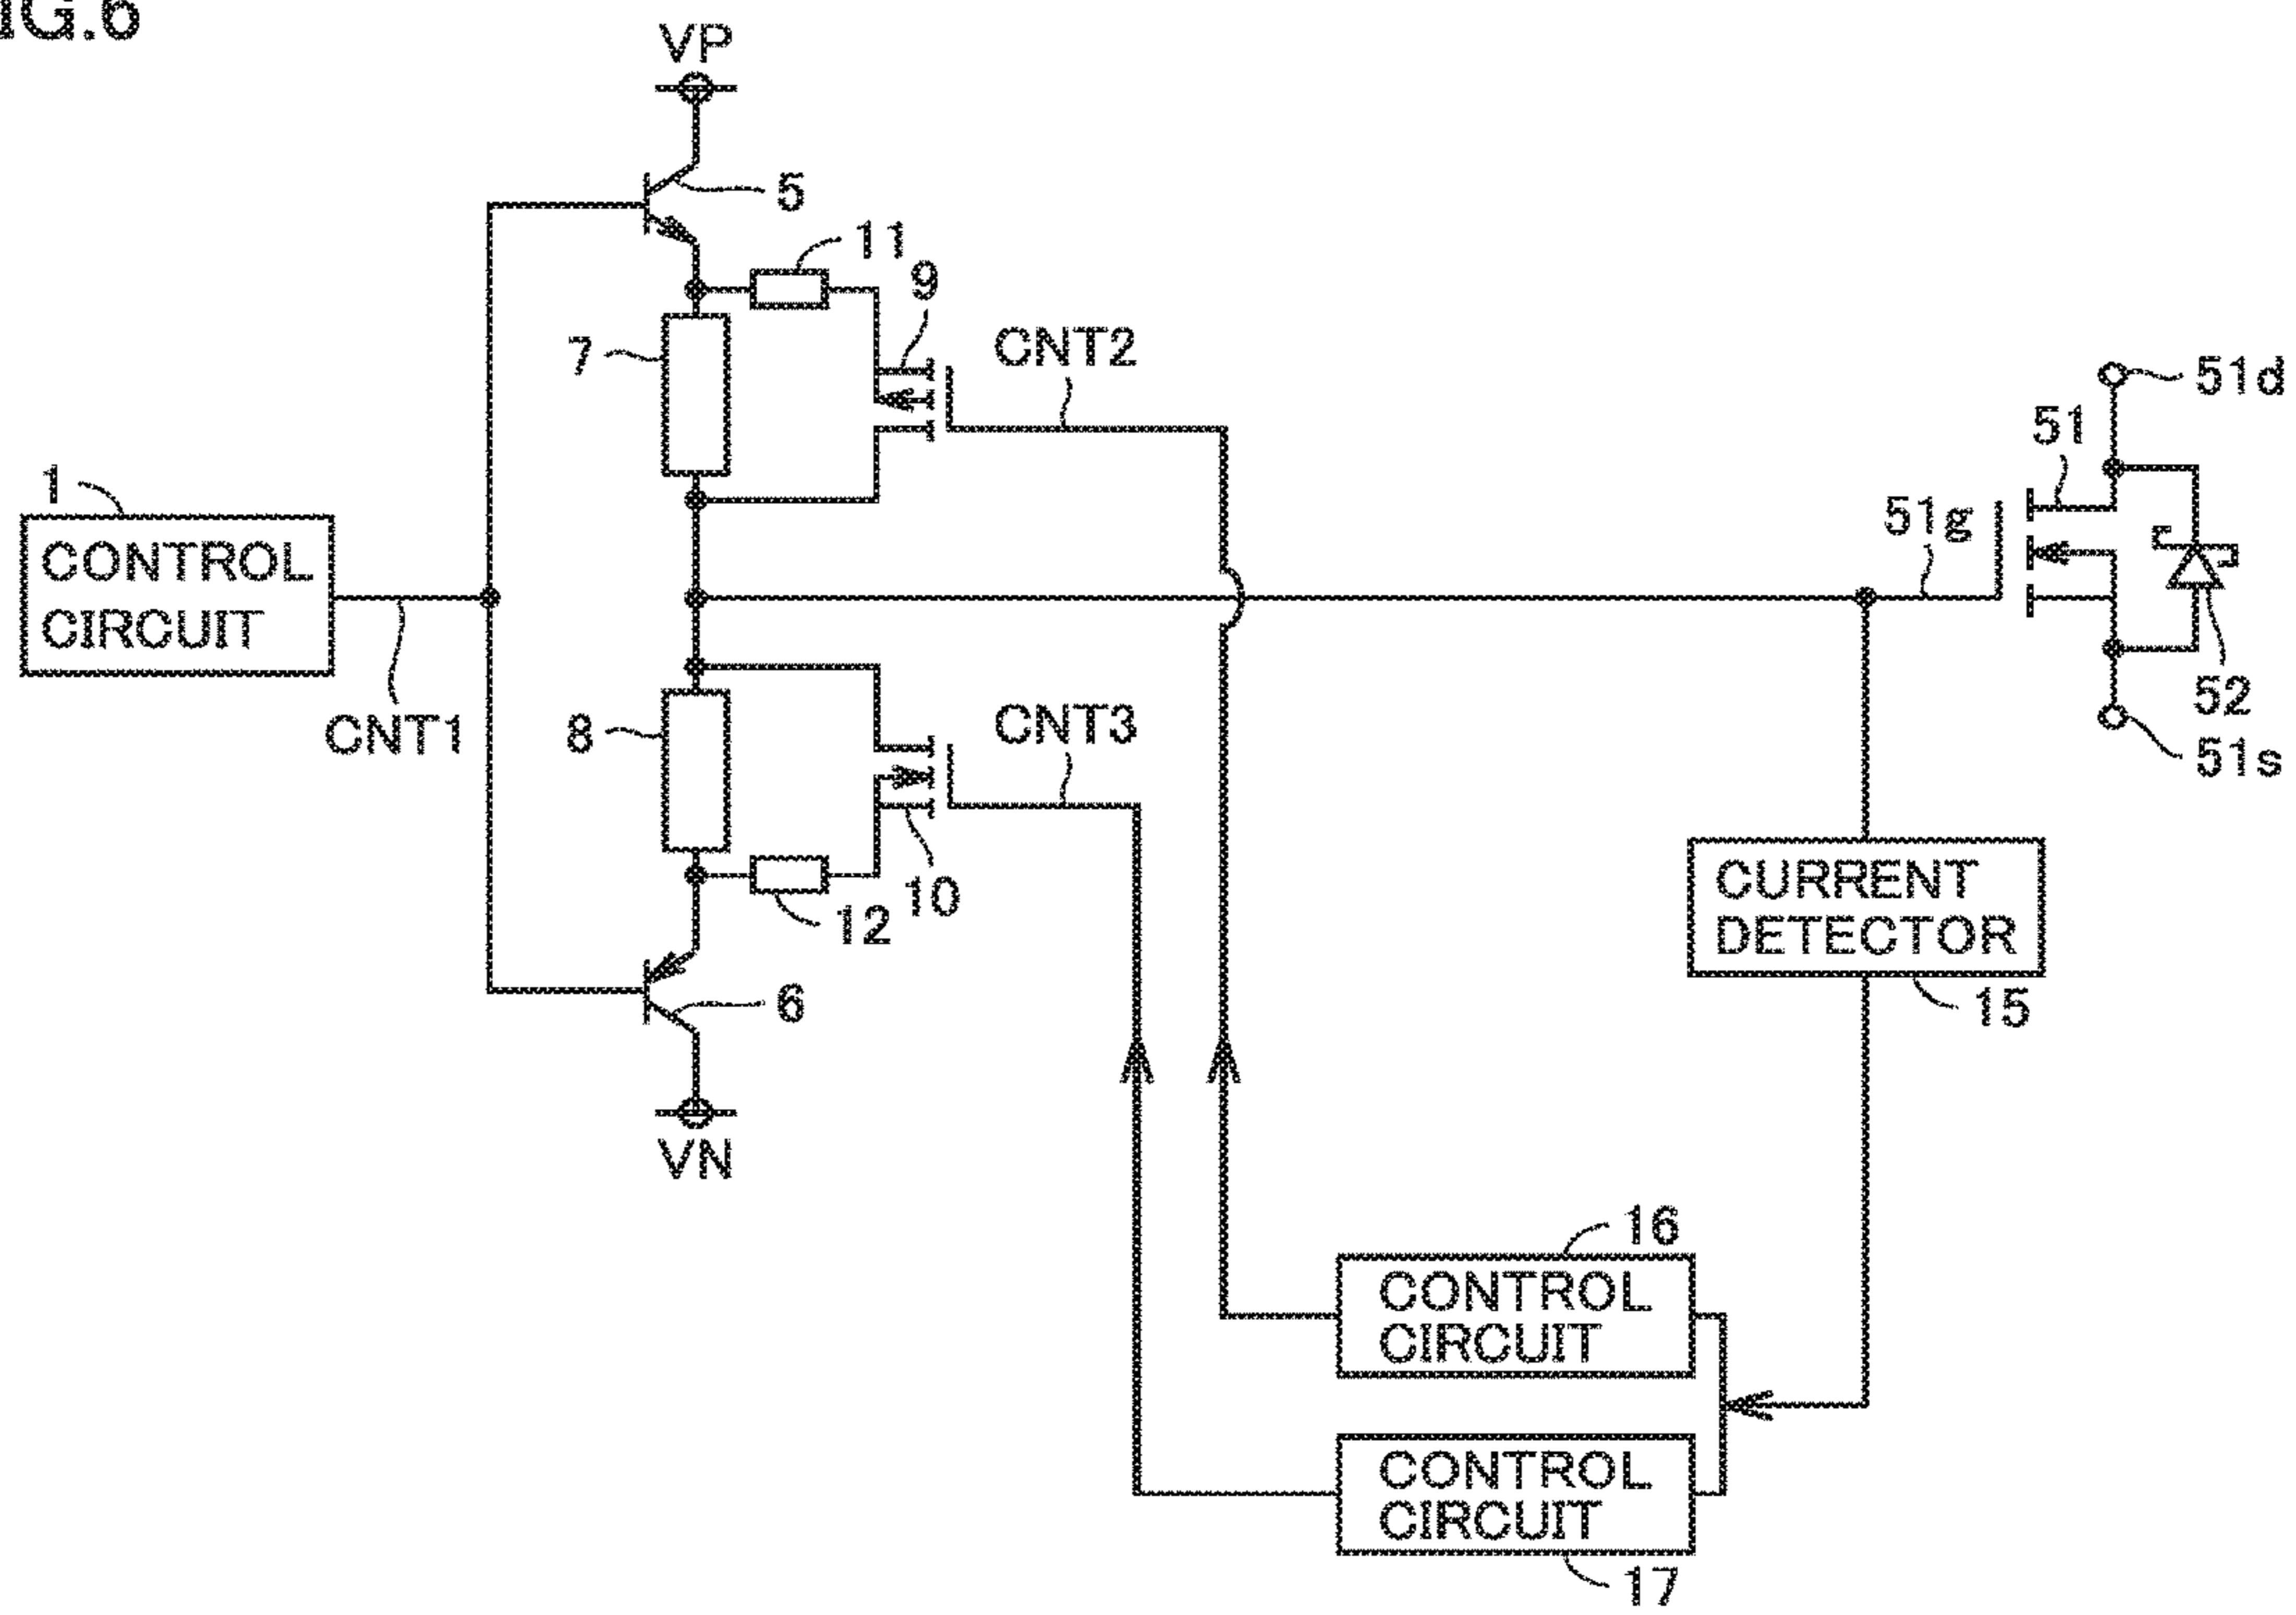 IG.6
VP
5
11
9
7
CNT2
51d
51
1
51g
CONTROL
CIRCUIT
52
CNT1
8
CNT3
51s
10
12
CURRENT
DETECTOR
6
15
VN
16
CONTROL
CIRCUIT
CONTROL
CIRCUIT
17